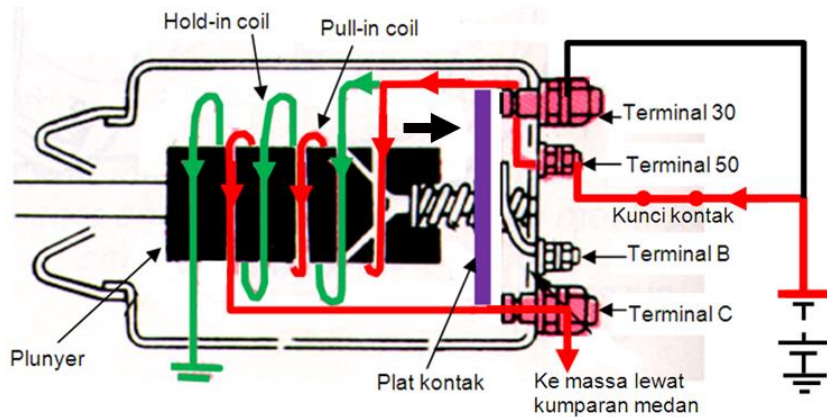 Hold-in coil
Pull-in coil
Terminal 30
Terminal 50
Kunci kontak
Terminal B
Terminal C
Plunyer
Plat kontak
Ke massa lewat
kumparan medan